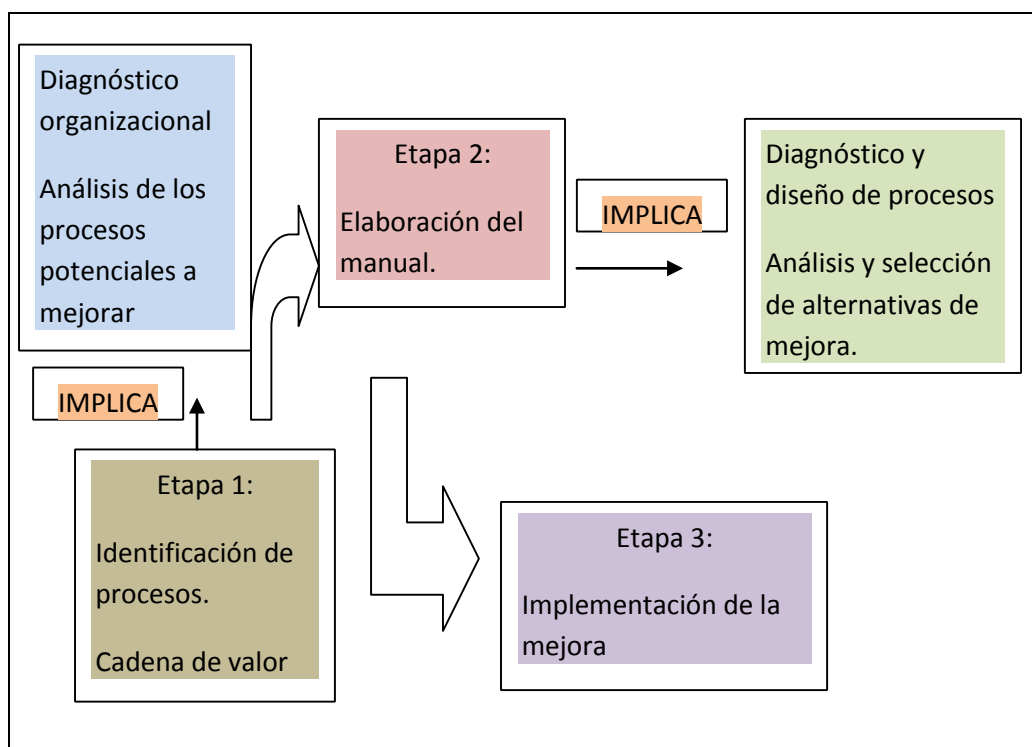 Diagnóstico
organizacional
Análisis de los
procesos
potenciales a
mejorar
IMPLICA
Etapa 1:
Identificación de
procesos.
Cadena de valor
Etapa 2:
Elaboración del
manual.
IMPLICA
Diagnóstico y
diseño de procesos
Análisis y selección
de alternativas de
mejora.
Etapa 3:
Implementación de la
mejora